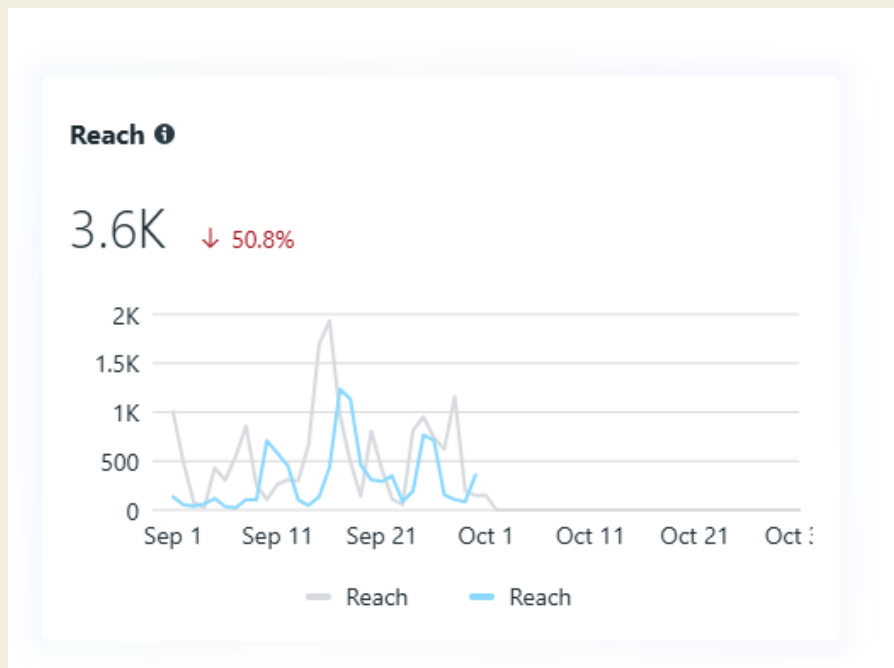 Reach
3.6K ↓ 50.8%
2K
1.5K
1K
500
0
Sep 1 Sep 11 Sep 21 Oct 1 Oct 11 Oct 21 Oct
Reach Reach